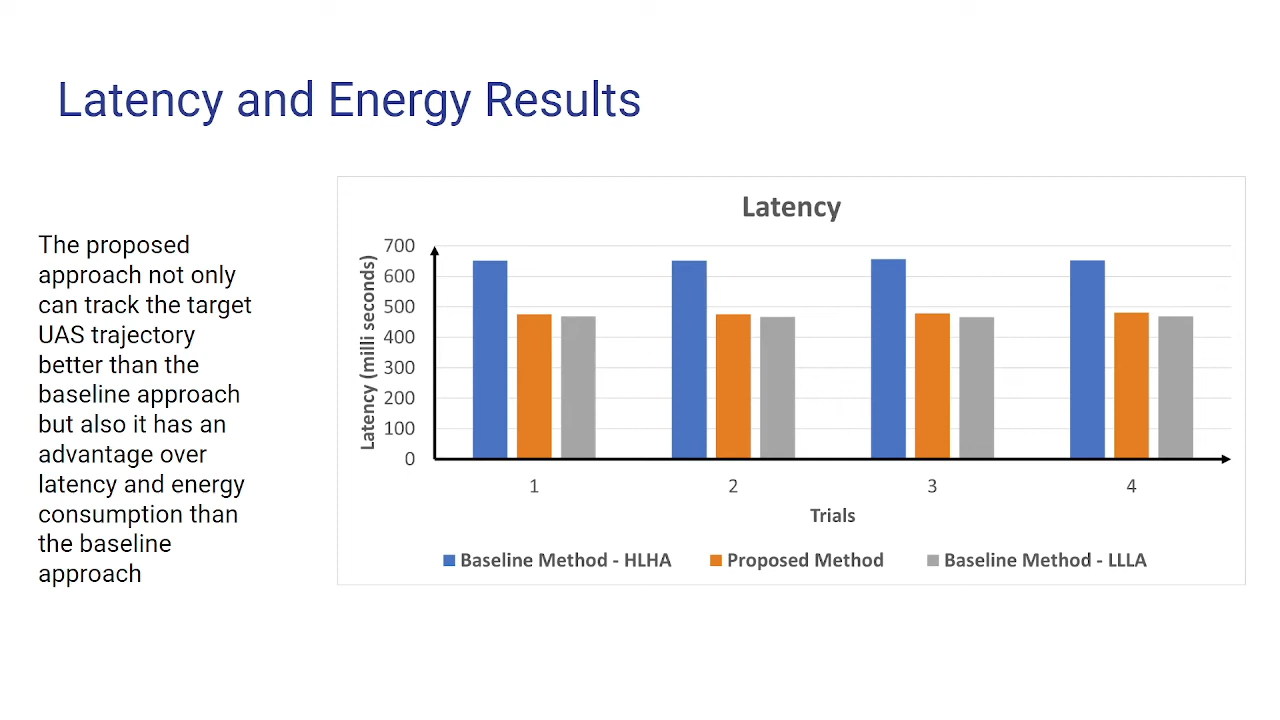 Latency and Energy Results
The proposed
approach not only
can track the target
UAS trajectory
better than the
baseline approach
but also it has an
advantage over
latency and energy
consumption than
the baseline
approach
Latency
Latency (milli seconds)
700
600
500
400
300
200
100
0
1 2 3 4
Trials
Baseline Method - HLHA Proposed Method Baseline Method - LLLA